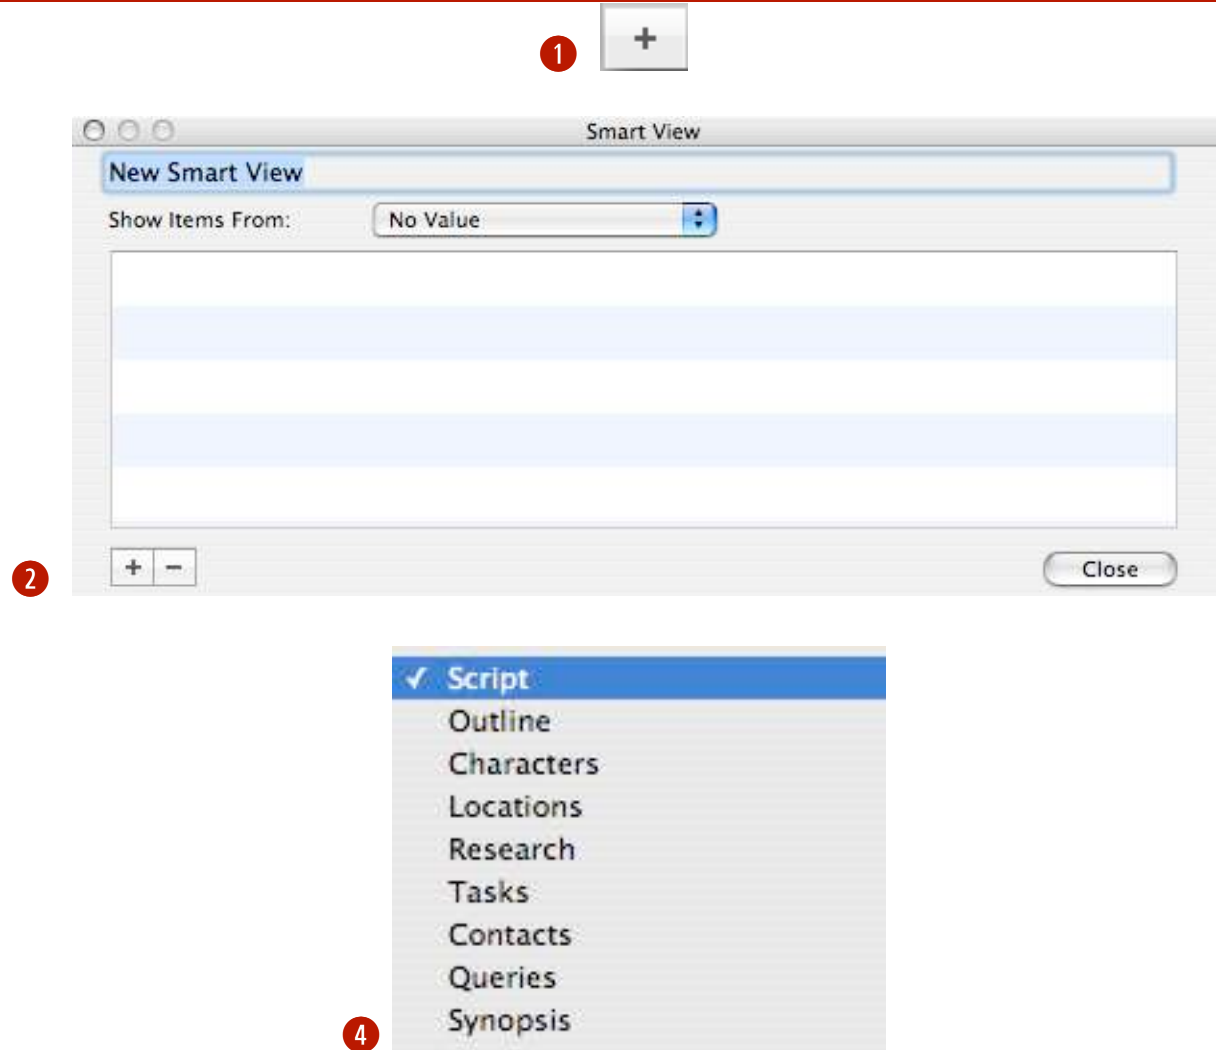 1 +
Smart View
New Smart View
Show Items From: No Value
2 + − Close
✓ Script
Outline
Characters
Locations
Research
Tasks
Contacts
Queries
4 Synopsis